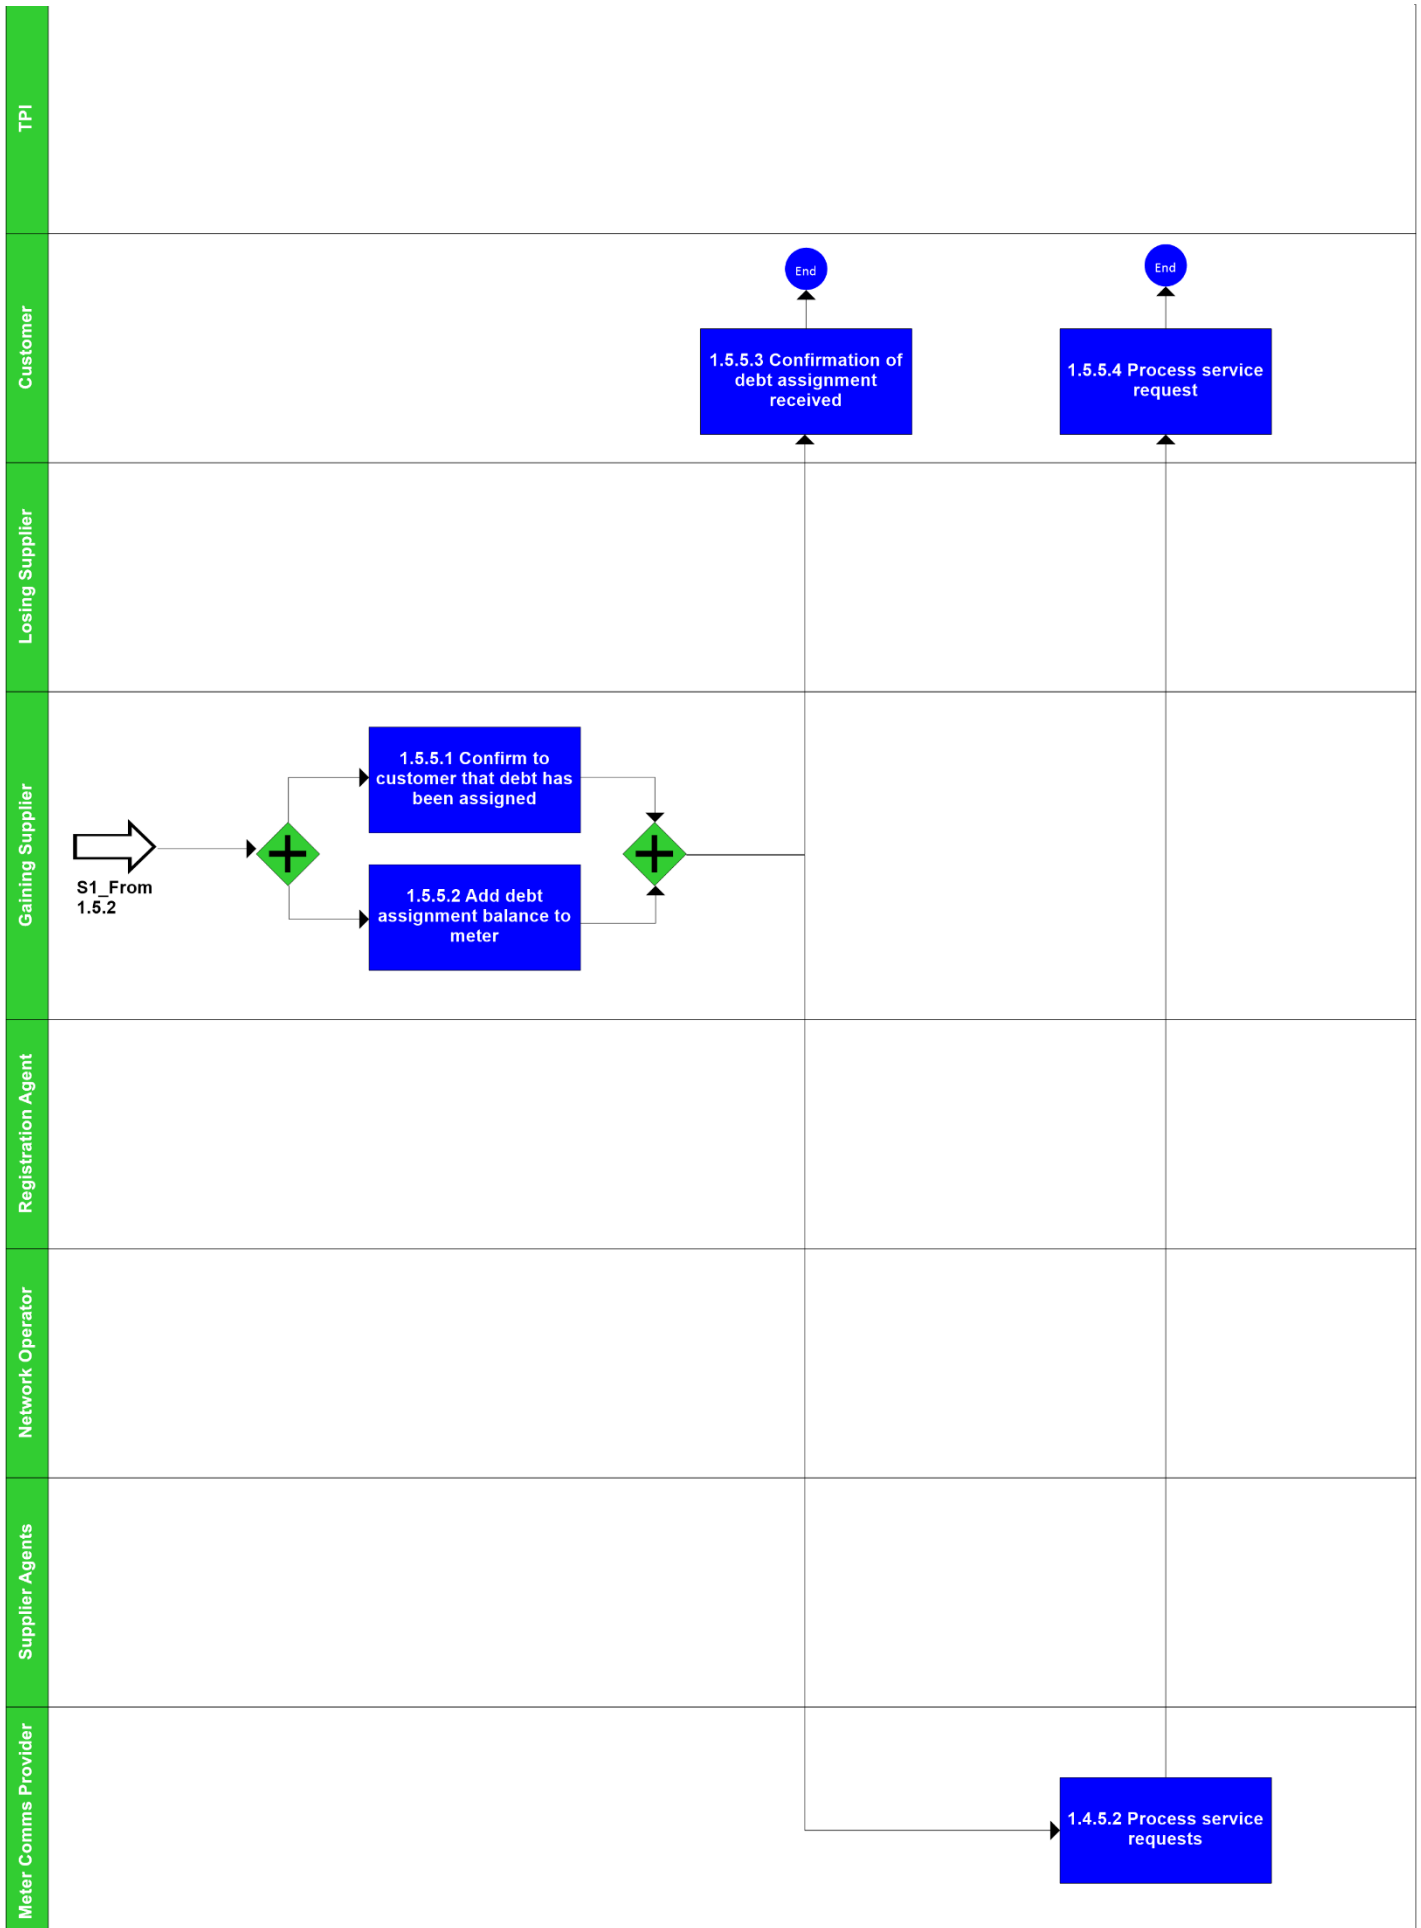 TPI
Customer
End
End
1.5.5.3 Confirmation of
debt assignment
received
1.5.5.4 Process service
request
Losing Supplier
Gaining Supplier
S1_From
1.5.2
1.5.5.1 Confirm to
customer that debt has
been assigned
1.5.5.2 Add debt
assignment balance to
meter
Registration Agent
Network Operator
Supplier Agents
Meter Comms Provider
1.4.5.2 Process service
requests